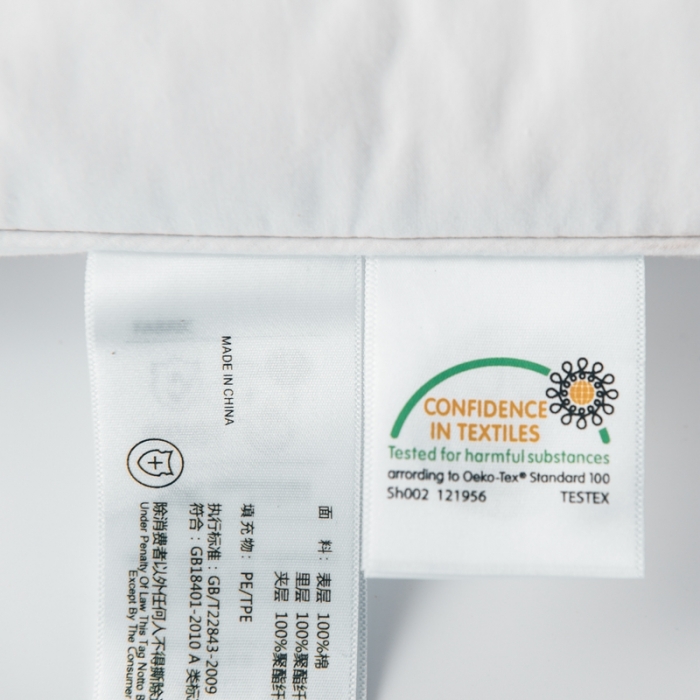 MADE IN CHINA
面 料：表层 100%棉
里层 100%聚酯纤
夹层 100%聚酯纤
填充物：PE/TPE
执行标准：GB/T22843-2009
符合：GB18401-2010 A 类标
除消费者以外任何人不得撕除
Under Penalty Of Law This Tag Notto B
Except By The Consumer
CONFIDENCE
IN TEXTILES
Tested for harmful substances
arrording to Oeko-Tex® Standard 100
Sh002 121956 TESTEX